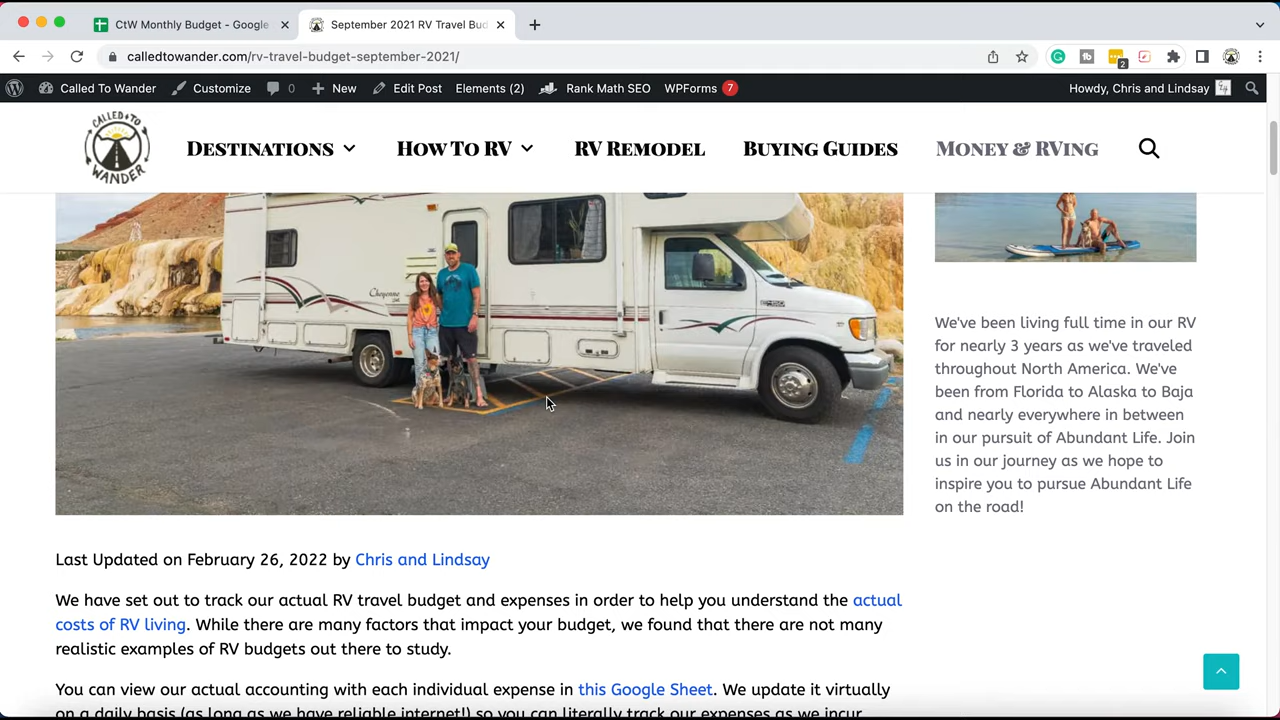 CtW Monthly Budget - Google
September 2021 RV Travel Bud
calledtowander.com/rv-travel-budget-september-2021/
2
Called To Wander
Customize
0
New
Edit Post
Elements (2)
Rank Math SEO
WPForms 7
Howdy, Chris and Lindsay
CALLED TO
WANDER
DESTINATIONS
HOW TO RV
RV REMODEL
BUYING GUIDES
MONEY & RVING
Cheyenne
We've been living full time in our RV
for nearly 3 years as we've traveled
throughout North America. We've
been from Florida to Alaska to Baja
and nearly everywhere in between
in our pursuit of Abundant Life. Join
us in our journey as we hope to
inspire you to pursue Abundant Life
on the road!
Last Updated on February 26, 2022 by Chris and Lindsay
We have set out to track our actual RV travel budget and expenses in order to help you understand the actual
costs of RV living. While there are many factors that impact your budget, we found that there are not many
realistic examples of RV budgets out there to study.
You can view our actual accounting with each individual expense in this Google Sheet. We update it virtually
on a daily basis (as long as we have reliable internet!) so you can literally track our expenses as we incur